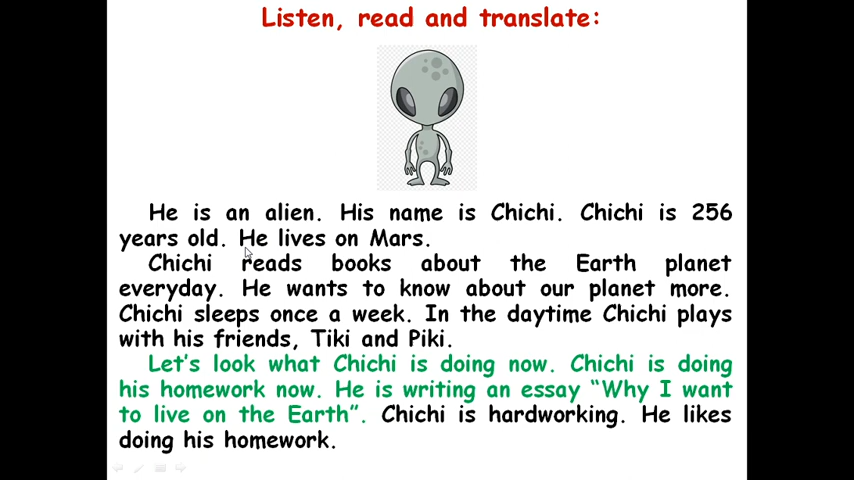 Listen, read and translate:
He is an alien. His name is Chichi. Chichi is 256
years old. He lives on Mars.
Chichi reads books about the Earth planet
everyday. He wants to know about our planet more.
Chichi sleeps once a week. In the daytime Chichi plays
with his friends, Tiki and Piki.
Let's look what Chichi is doing now. Chichi is doing
his homework now. He is writing an essay “Why I want
to live on the Earth”. Chichi is hardworking. He likes
doing his homework.